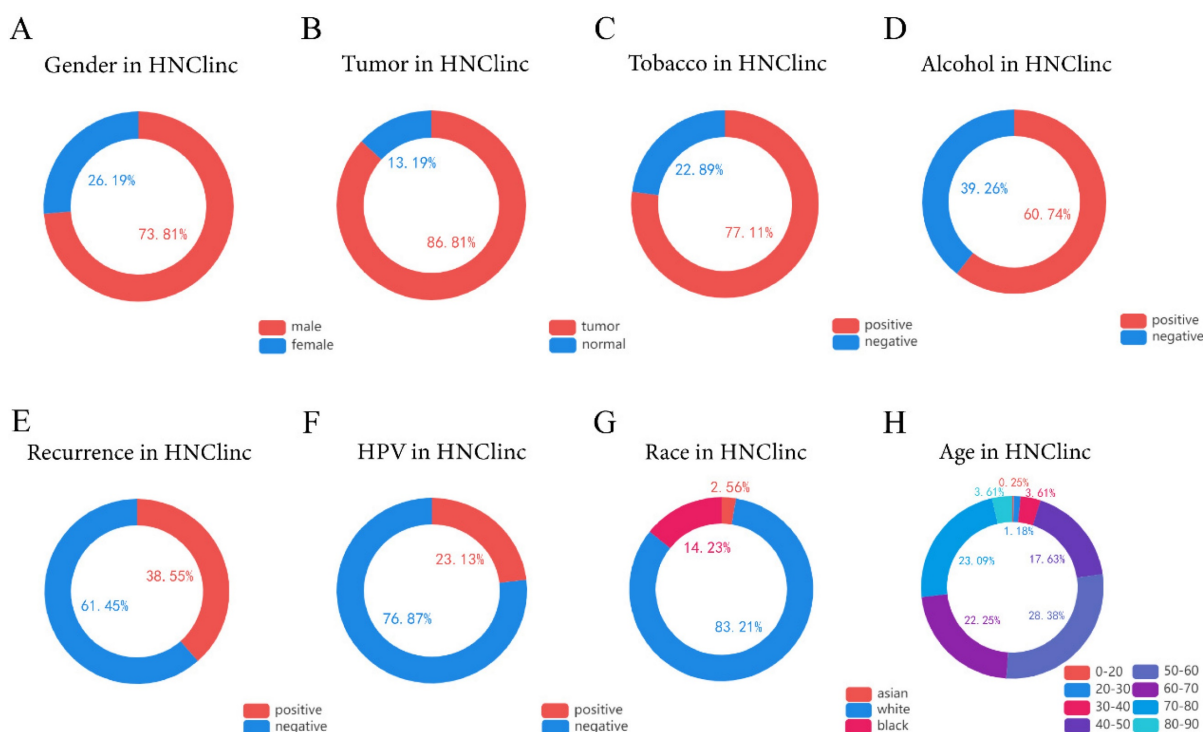 A
Gender in HNClinc
26.19%
73.81%
male
female
B
Tumor in HNClinc
13.19%
86.81%
tumor
normal
C
Tobacco in HNClinc
22.89%
77.11%
positive
negative
D
Alcohol in HNClinc
39.26%
60.74%
positive
negative
E
Recurrence in HNClinc
38.55%
61.45%
positive
negative
F
HPV in HNClinc
23.13%
76.87%
positive
negative
G
Race in HNClinc
2.56%
14.23%
83.21%
asian
white
black
H
Age in HNClinc
0.25%
3.61% 3.61%
1.18%
23.09% 17.63%
22.25% 28.38%
0-20 50-60
20-30 60-70
30-40 70-80
40-50 80-90